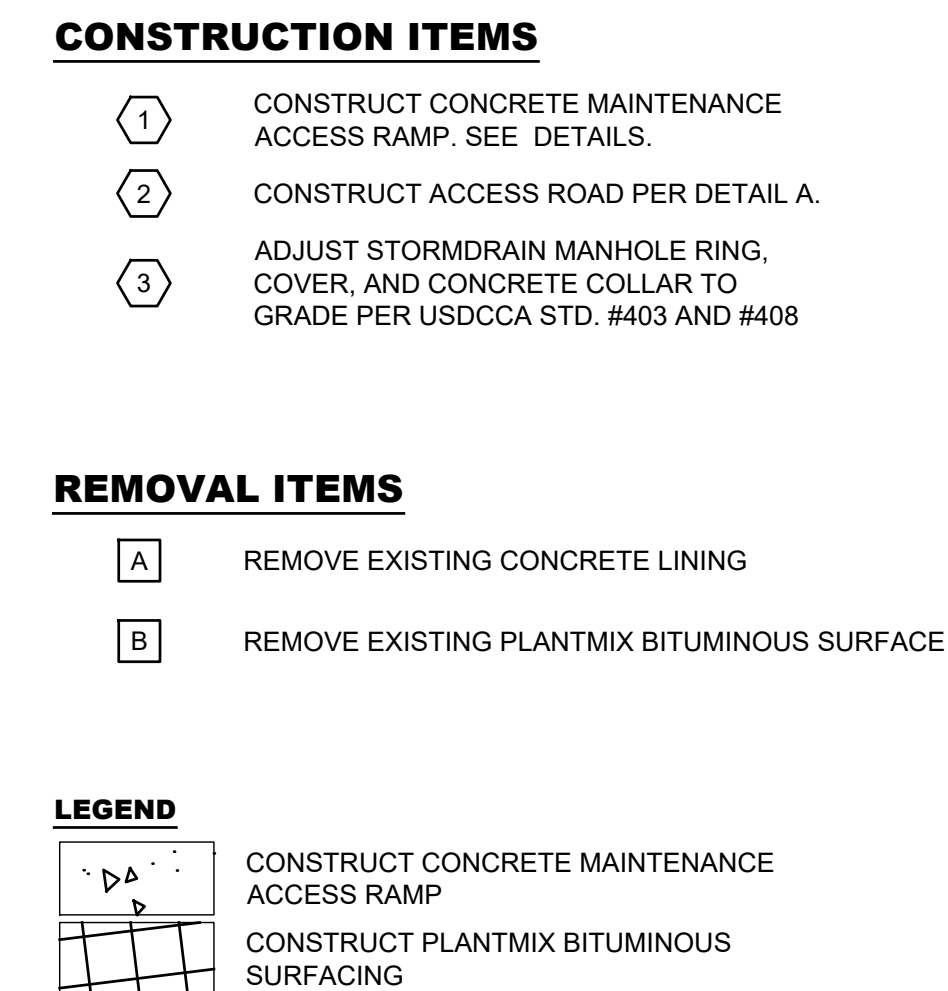 CONSTRUCTION ITEMS
1
CONSTRUCT CONCRETE MAINTENANCE
ACCESS RAMP. SEE DETAILS.
2
CONSTRUCT ACCESS ROAD PER DETAIL A.
3
ADJUST STORMDRAIN MANHOLE RING,
COVER, AND CONCRETE COLLAR TO
GRADE PER USDCCA STD. #403 AND #408
REMOVAL ITEMS
A
REMOVE EXISTING CONCRETE LINING
B
REMOVE EXISTING PLANTMIX BITUMINOUS SURFACE
LEGEND
CONSTRUCT CONCRETE MAINTENANCE
ACCESS RAMP
CONSTRUCT PLANTMIX BITUMINOUS
SURFACING